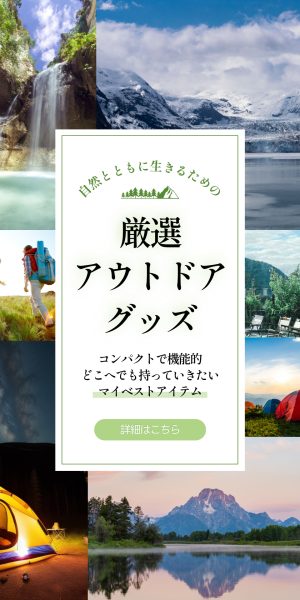 自然とともに生きるための
厳選
アウトドア
グッズ
コンパクトで機能的
どこへでも持っていきたい
マイベストアイテム
詳細はこちら